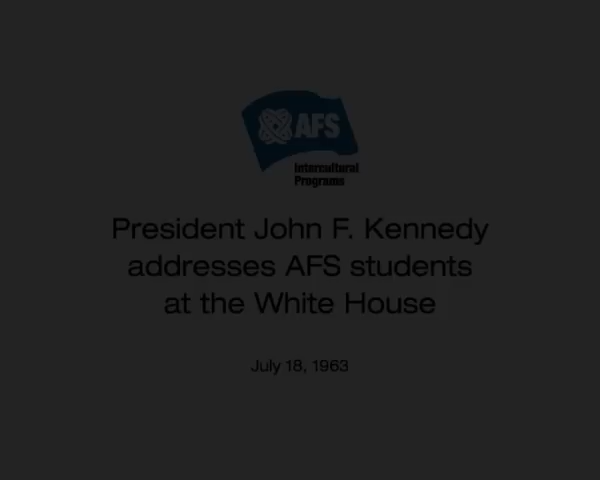 AFS
Intercultural
Programs
President John F. Kennedy
addresses AFS students
at the White House
July 18, 1963